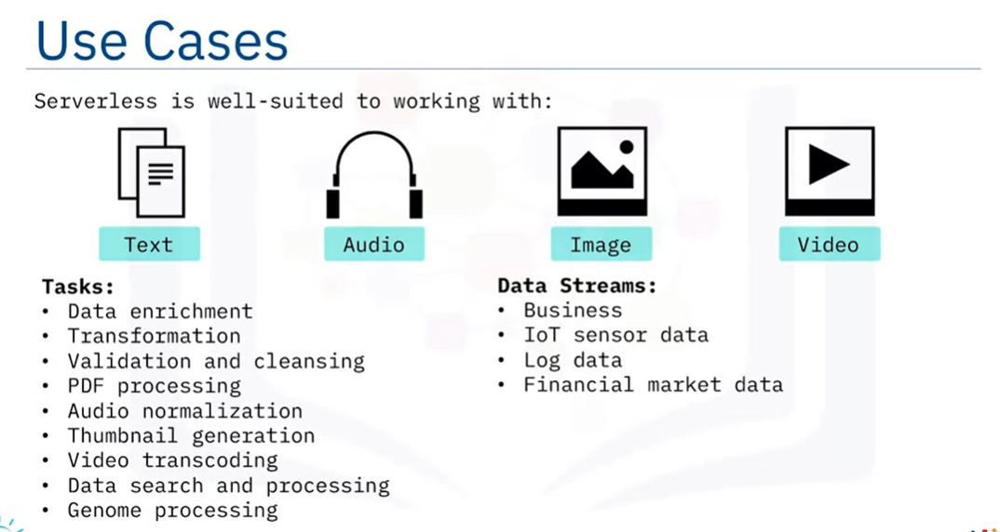 Use Cases
Serverless is well-suited to working with:
Text
Audio
Image
Video
Tasks:
• Data enrichment
• Transformation
• Validation and cleansing
• PDF processing
• Audio normalization
• Thumbnail generation
• Video transcoding
• Data search and processing
• Genome processing
Data Streams:
• Business
• IoT sensor data
• Log data
• Financial market data